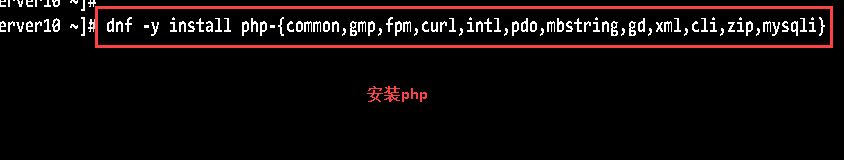 erver10 ~]#
erver10 ~]# dnf -y install php-{common,gmp,fpm,curl,intl,pdo,mbstring,gd,xml,cli,zip,mysqli}
安装php